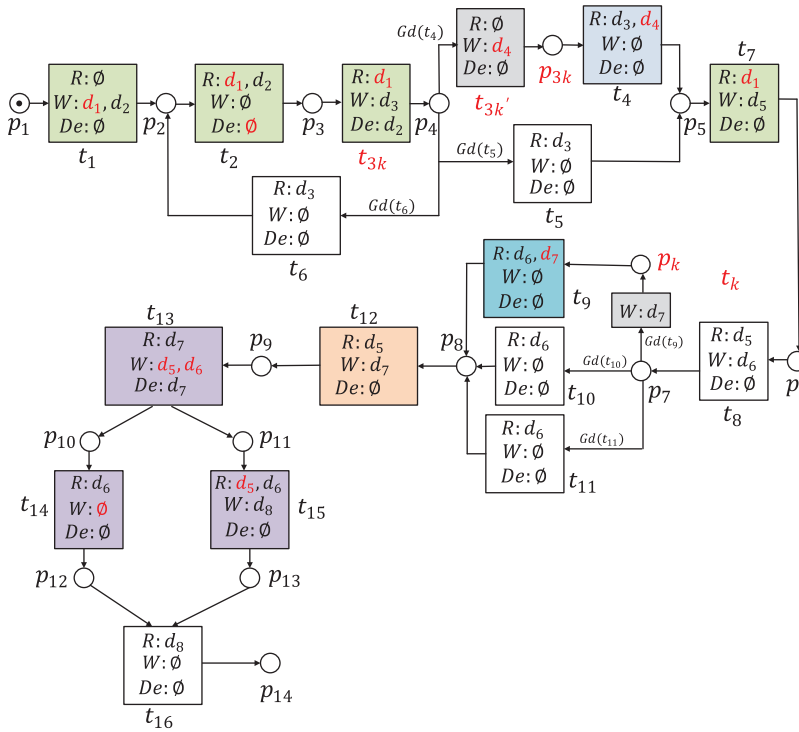 R: ∅
W: d₁, d₂
De: ∅
t₁
p₁
p₂
R: d₁, d₂
W: ∅
De: ∅
t₂
p₃
R: d₁
W: d₃
De: d₂
t₃ₖ
p₄
Gd(t₄)
R: ∅
W: d₄
De: ∅
t₃ₖ′
p₃ₖ
R: d₃, d₄
W: ∅
De: ∅
t₄
p₅
t₇
R: d₁
W: d₅
De: ∅
Gd(t₅)
R: d₃
W: ∅
De: ∅
t₅
R: d₃
W: ∅
De: ∅
t₆
Gd(t₆)
R: d₆, d₇
W: ∅
De: ∅
t₉
pₖ
tₖ
W: d₇
Gd(t₉)
R: d₅
W: d₆
De: ∅
t₈
p
p₇
Gd(t₁₀)
R: d₆
W: ∅
De: ∅
t₁₀
Gd(t₁₁)
R: d₆
W: ∅
De: ∅
t₁₁
p₈
t₁₂
R: d₅
W: d₇
De: ∅
p₉
t₁₃
R: d₇
W: d₅, d₆
De: d₇
p₁₀
p₁₁
t₁₄
R: d₆
W: ∅
De: ∅
R: d₅, d₆
W: d₈
De: ∅
t₁₅
p₁₂
p₁₃
R: d₈
W: ∅
De: ∅
t₁₆
p₁₄